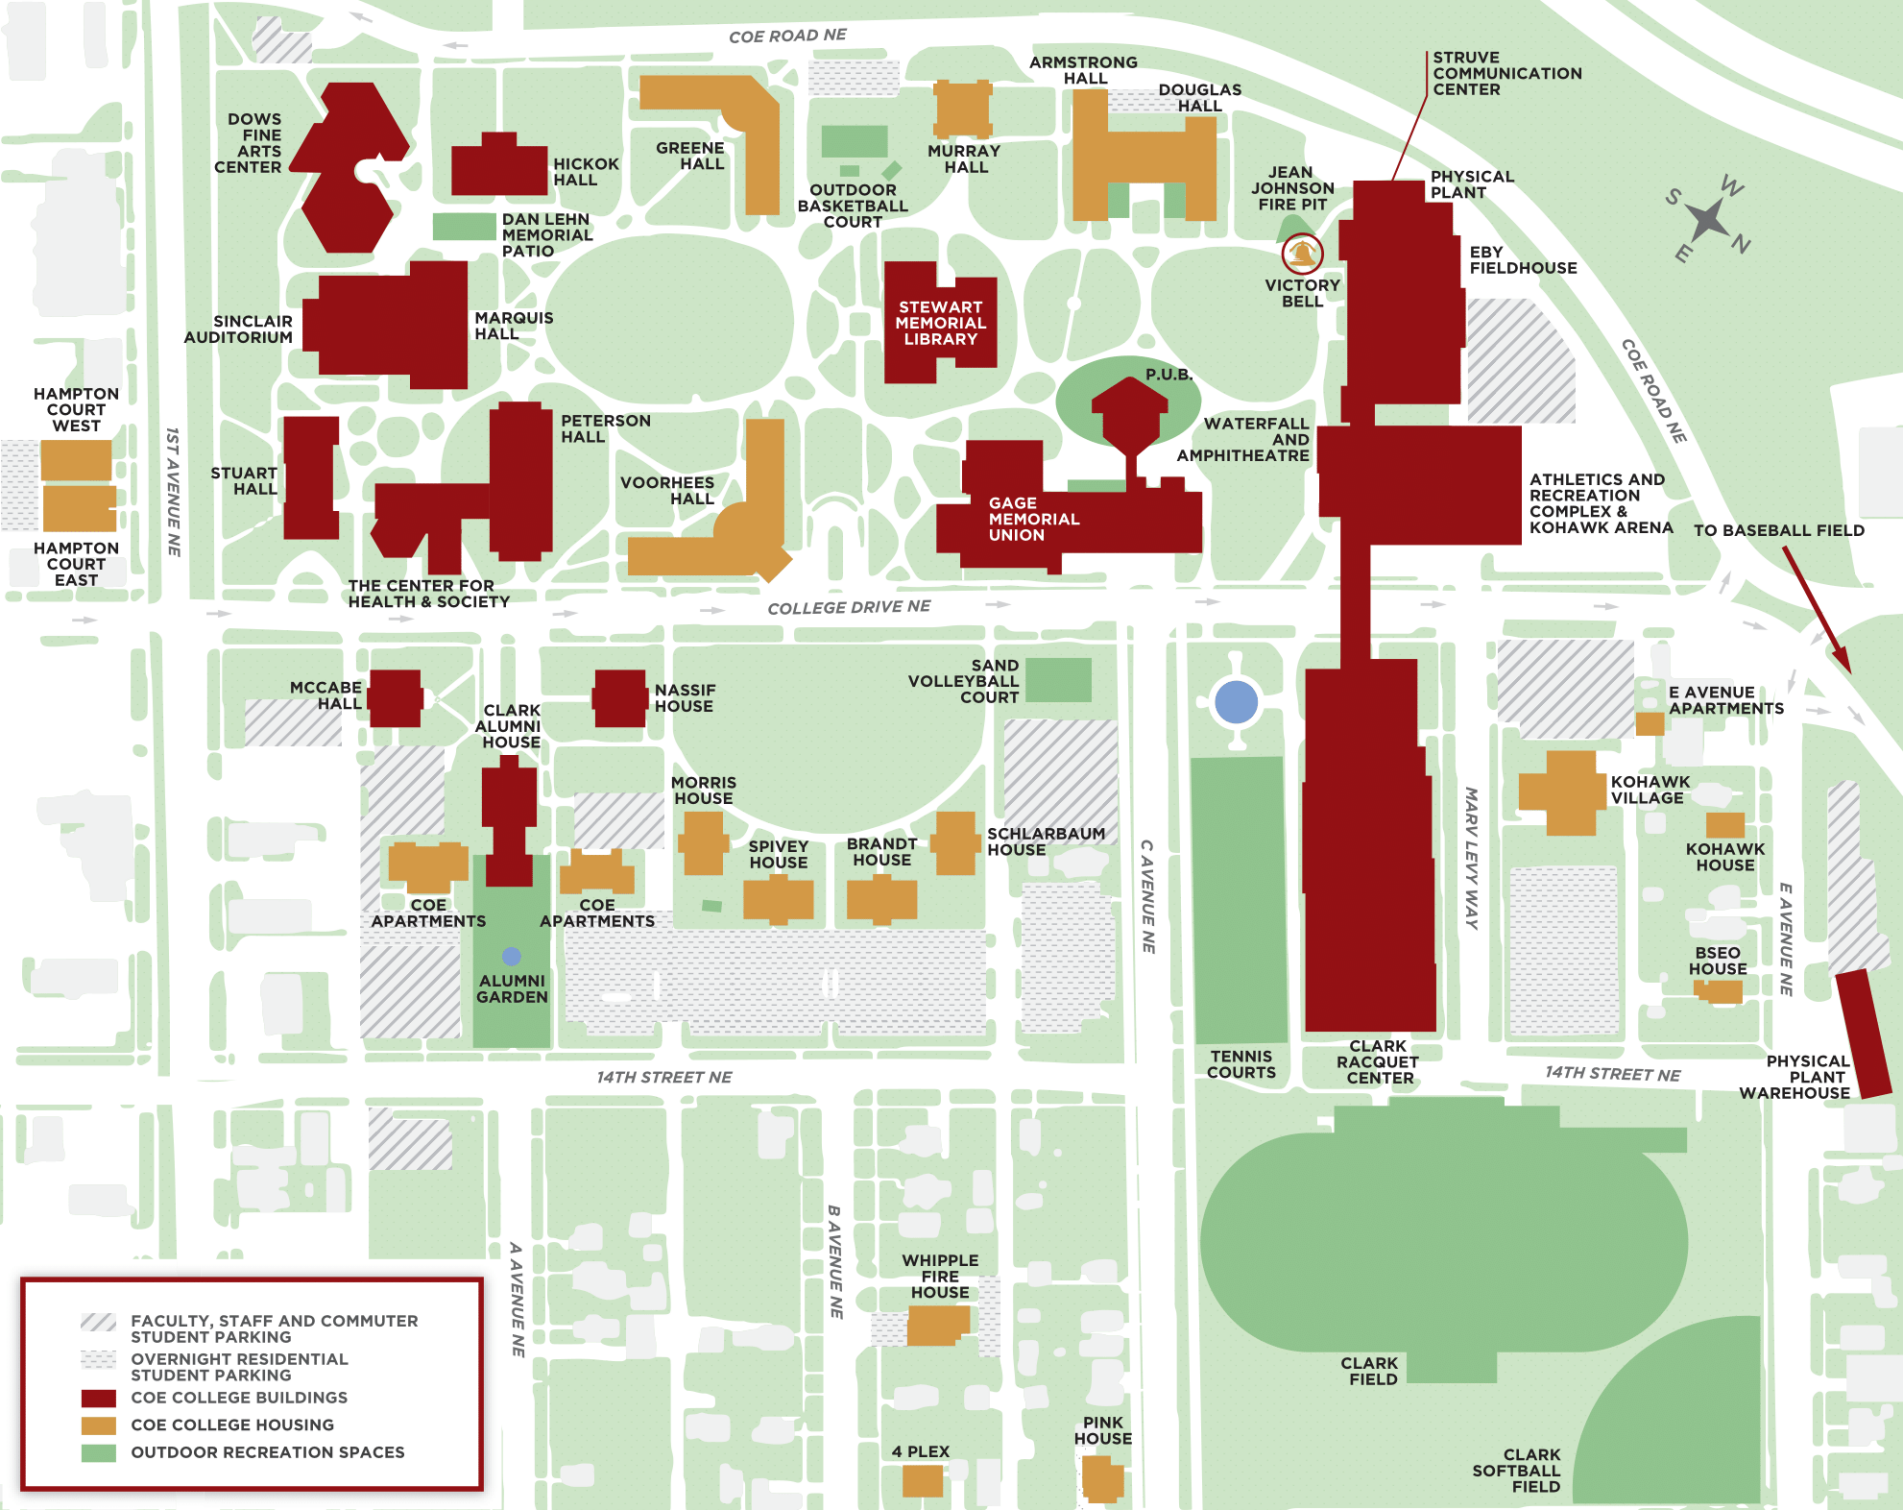 COE ROAD NE
STRUVE
COMMUNICATION
CENTER
ARMSTRONG
HALL
DOUGLAS
HALL
DOWS
FINE
ARTS
CENTER
HICKOK
HALL
GREENE
HALL
MURRAY
HALL
OUTDOOR
BASKETBALL
COURT
JEAN
JOHNSON
FIRE PIT
PHYSICAL
PLANT
S
W
E
N
DAN LEHN
MEMORIAL
PATIO
EBY
FIELDHOUSE
VICTORY
BELL
SINCLAIR
AUDITORIUM
MARQUIS
HALL
STEWART
MEMORIAL
LIBRARY
COE ROAD NE
P.U.B.
HAMPTON
COURT
WEST
1ST AVENUE NE
PETERSON
HALL
WATERFALL
AND
AMPHITHEATRE
STUART
HALL
VOORHEES
HALL
GAGE
MEMORIAL
UNION
ATHLETICS AND
RECREATION
COMPLEX &
KOHAWK ARENA
TO BASEBALL FIELD
HAMPTON
COURT
EAST
THE CENTER FOR
HEALTH & SOCIETY
COLLEGE DRIVE NE
MCCABE
HALL
CLARK
ALUMNI
HOUSE
NASSIF
HOUSE
SAND
VOLLEYBALL
COURT
E AVENUE
APARTMENTS
MORRIS
HOUSE
SPIVEY
HOUSE
BRANDT
HOUSE
SCHLARBAUM
HOUSE
C AVENUE NE
MARV LEVY WAY
KOHAWK
VILLAGE
KOHAWK
HOUSE
E AVENUE NE
COE
APARTMENTS
COE
APARTMENTS
ALUMNI
GARDEN
BSEO
HOUSE
TENNIS
COURTS
CLARK
RACQUET
CENTER
14TH STREET NE
14TH STREET NE
PHYSICAL
PLANT
WAREHOUSE
A AVENUE NE
B AVENUE NE
WHIPPLE
FIRE
HOUSE
CLARK
FIELD
4 PLEX
PINK
HOUSE
CLARK
SOFTBALL
FIELD
FACULTY, STAFF AND COMMUTER
STUDENT PARKING
OVERNIGHT RESIDENTIAL
STUDENT PARKING
COE COLLEGE BUILDINGS
COE COLLEGE HOUSING
OUTDOOR RECREATION SPACES